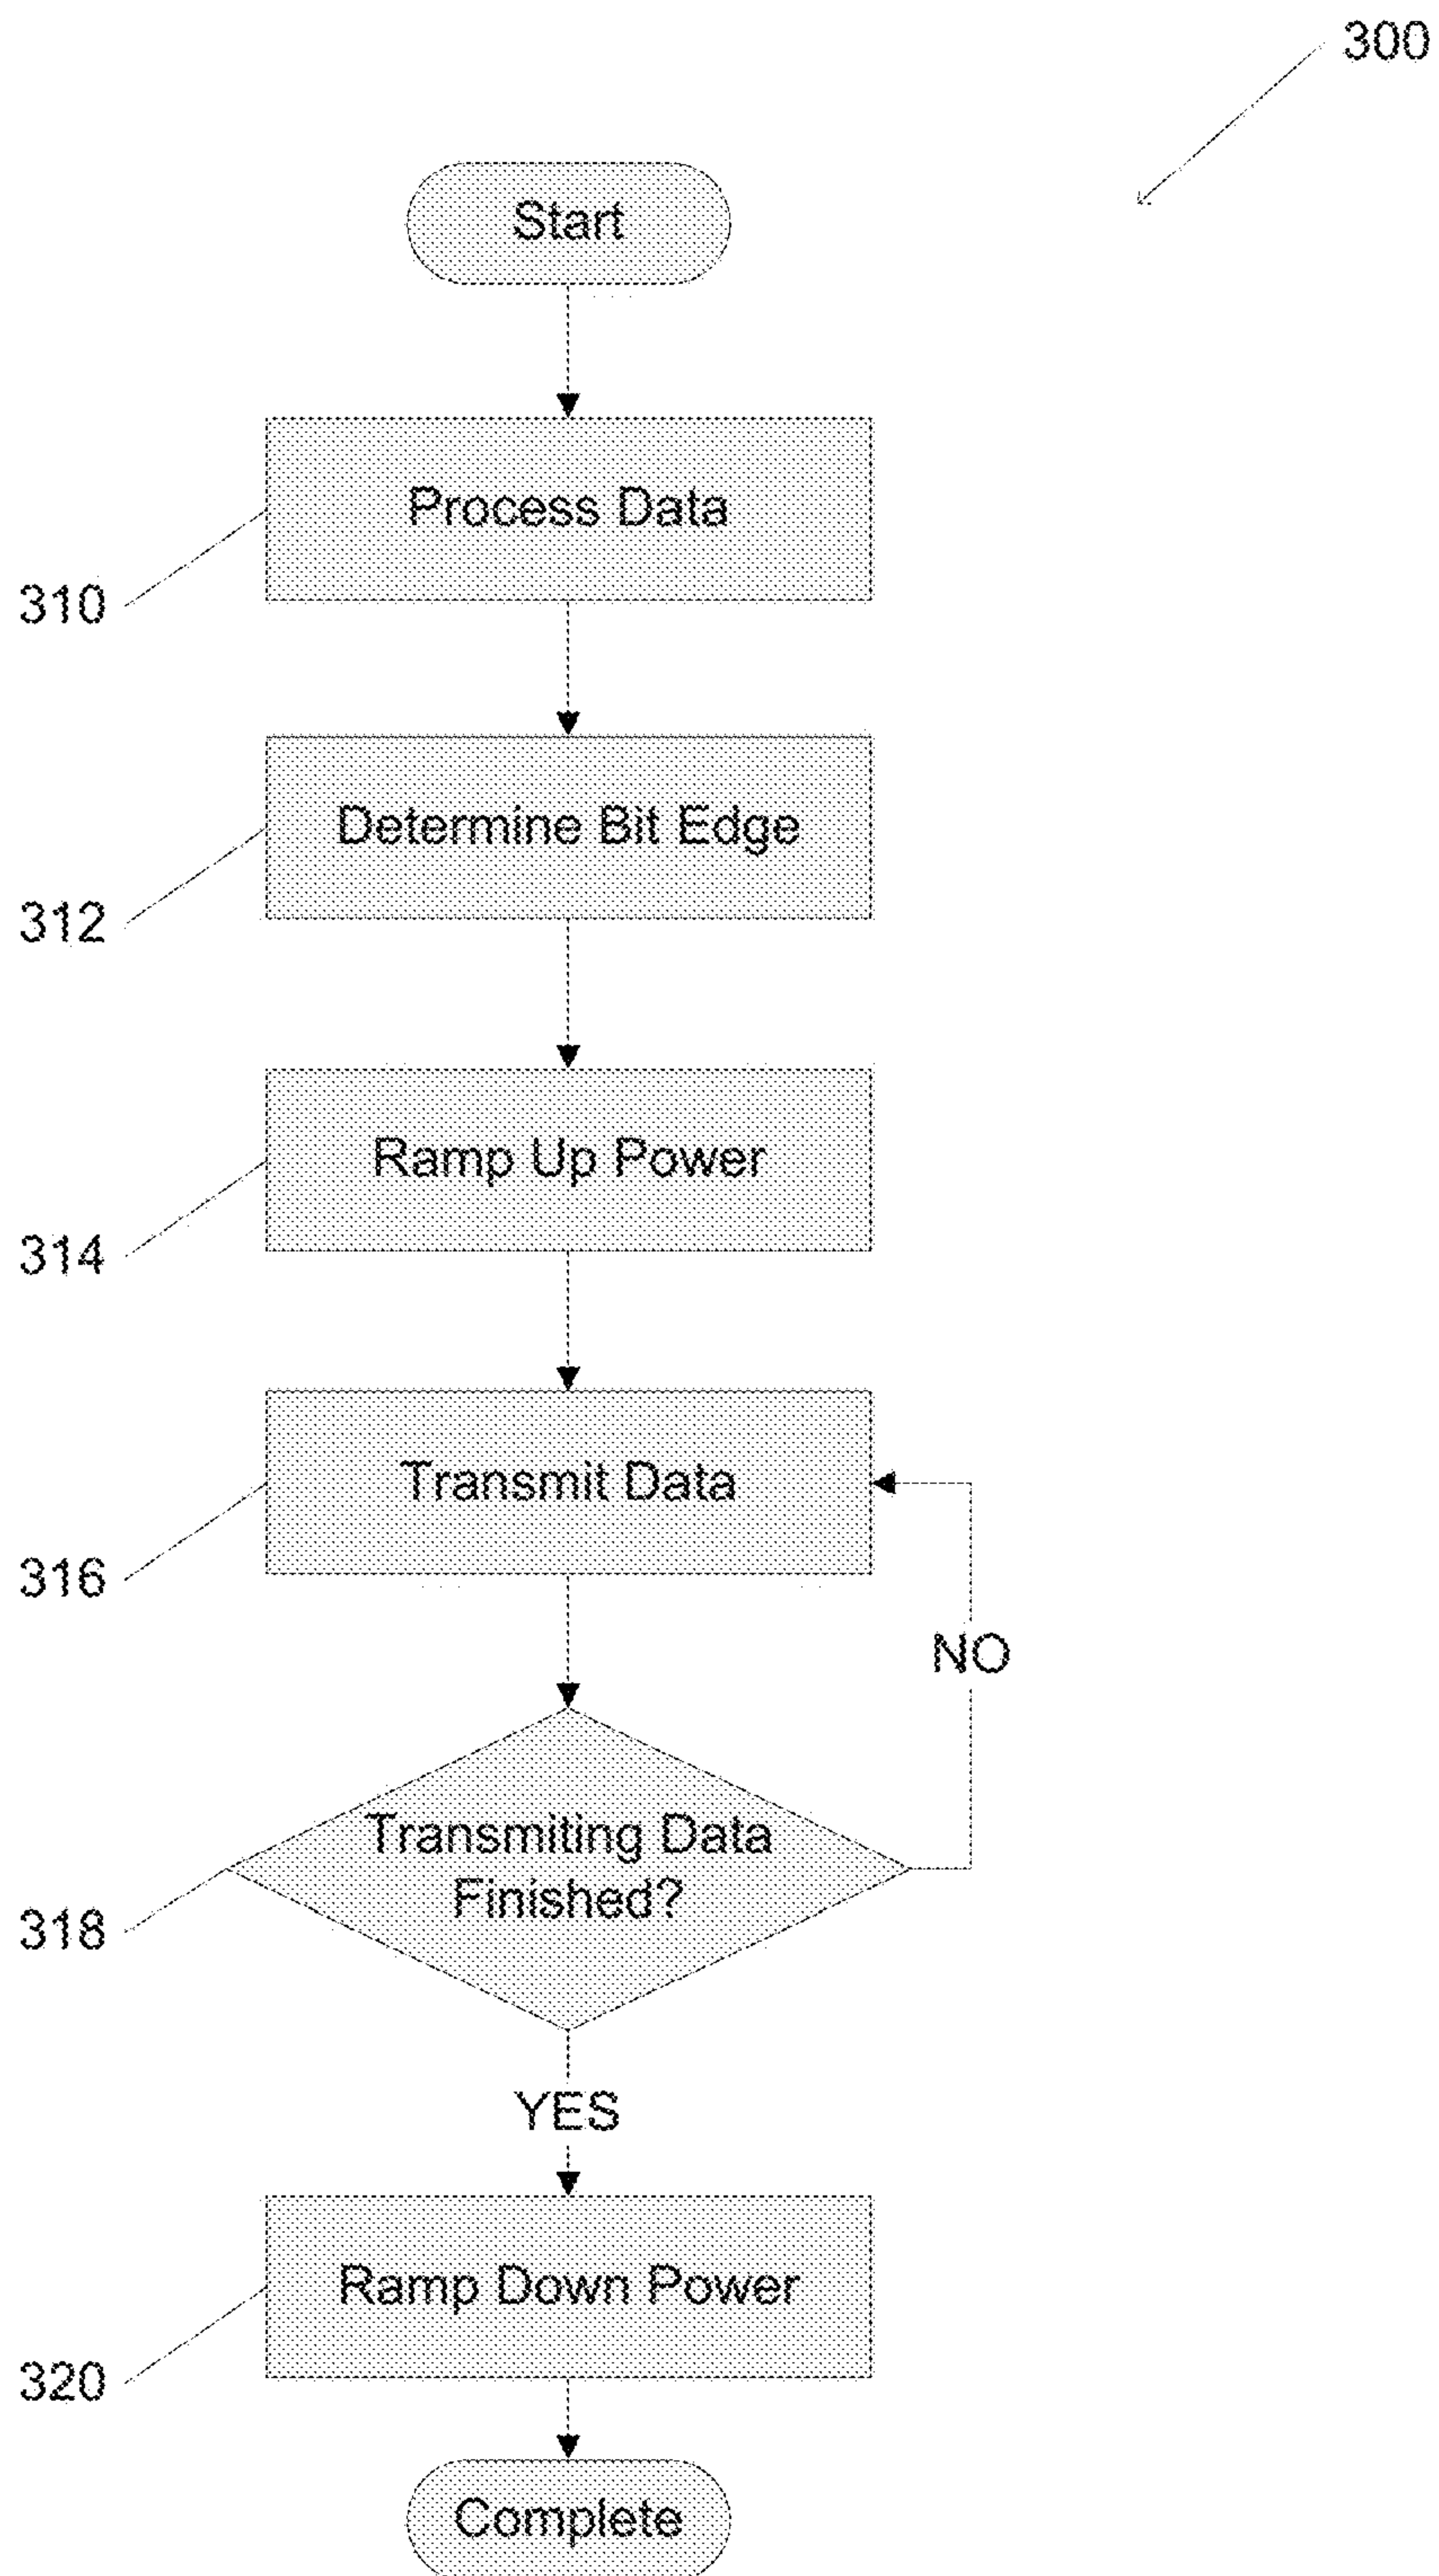 300
Start
Process Data
310
Determine Bit Edge
312
Ramp Up Power
314
Transmit Data
316
NO
Transmiting Data
Finished?
318
YES
Ramp Down Power
320
Complete